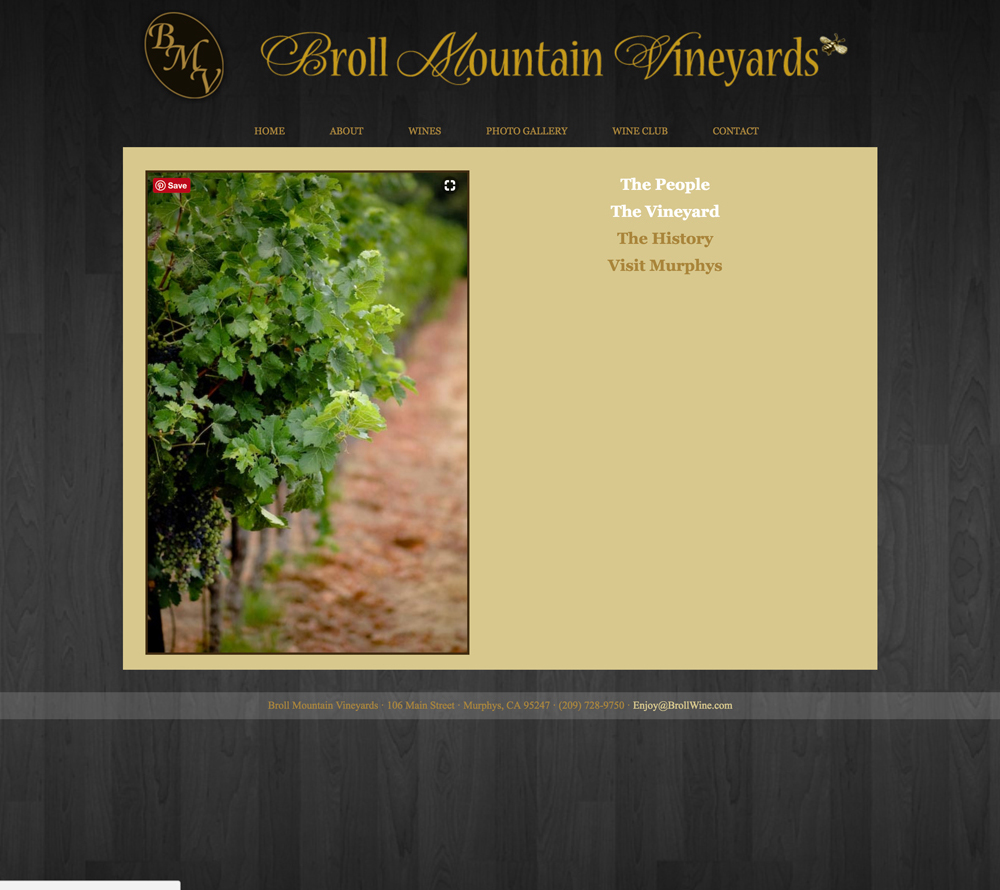 BMV
Broll Mountain Vineyards
HOME ABOUT WINES PHOTO GALLERY WINE CLUB CONTACT
Save
The People
The Vineyard
The History
Visit Murphys
Broll Mountain Vineyards · 106 Main Street · Murphys, CA 95247 · (209) 728-9750 · Enjoy@BrollWine.com